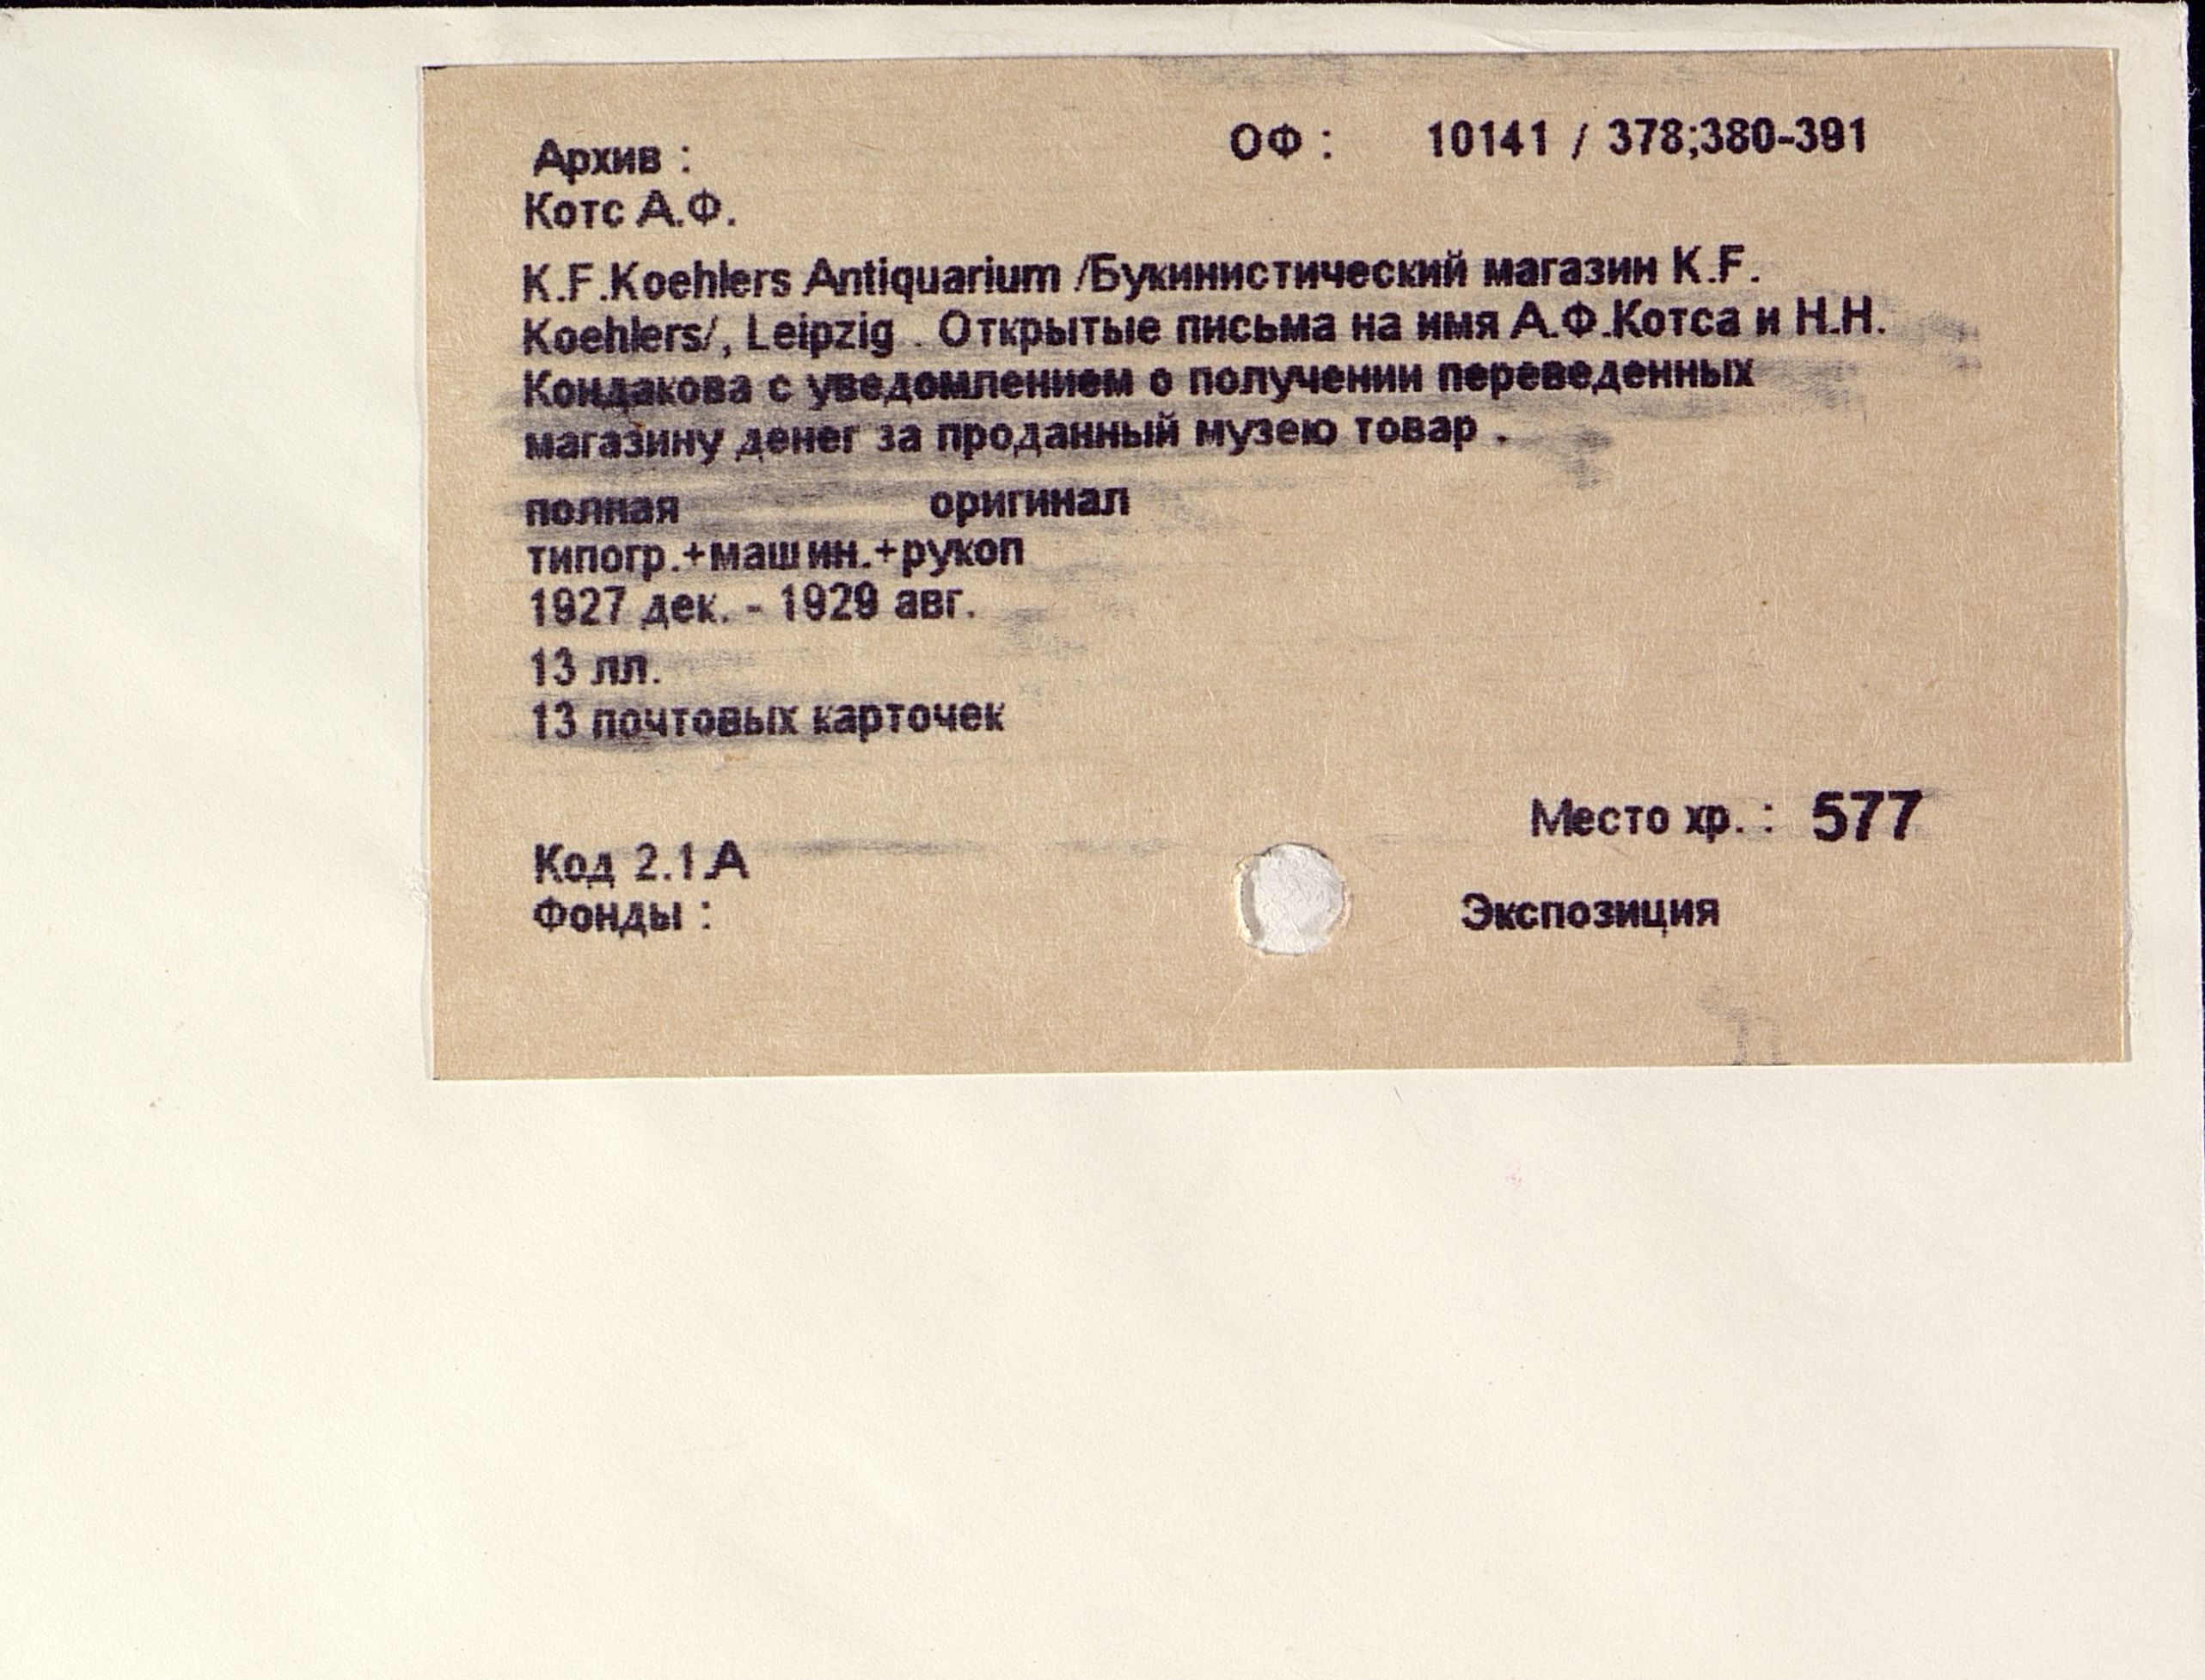 Архив : ОФ : 10141 / 378;380-391
Котс А.Ф.
K.F.Koehlers Antiquarium /Букинистический магазин K.F.
Koehlers/, Leipzig . Открытые письма на имя А.Ф.Котса и Н.Н.
Кондакова с уведомлением о получении переведенных
магазину денег за проданный музею товар .
полная оригинал
типогр.+машин.+рукоп
1927 дек. - 1929 авг.
13 лл.
13 почтовых карточек
Место хр. : 577
Код 2.1.А
Фонды : Экспозиция